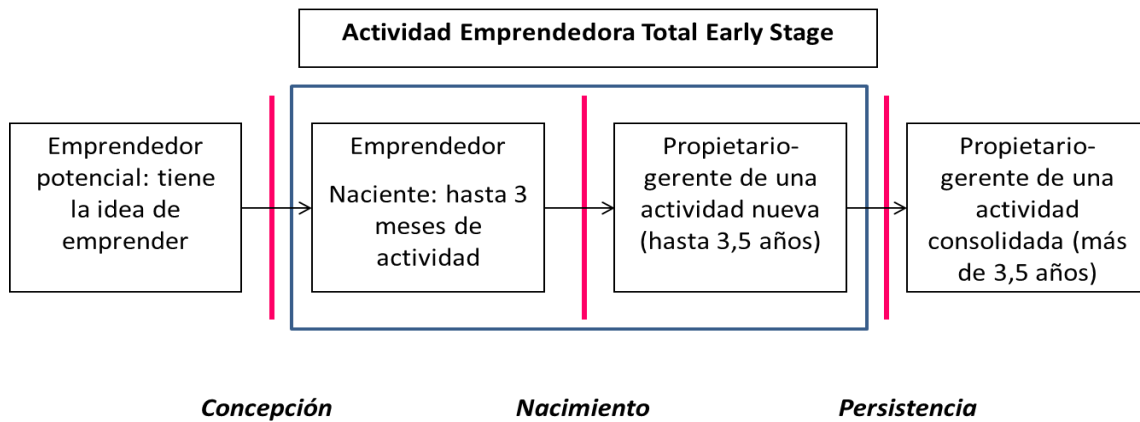 Actividad Emprendedora Total Early Stage
Emprendedor
potencial: tiene
la idea de
emprender
Emprendedor
Naciente: hasta 3
meses de
actividad
Propietario-
gerente de una
actividad nueva
(hasta 3,5 años)
Propietario-
gerente de una
actividad
consolidada (más
de 3,5 años)
Concepción
Nacimiento
Persistencia